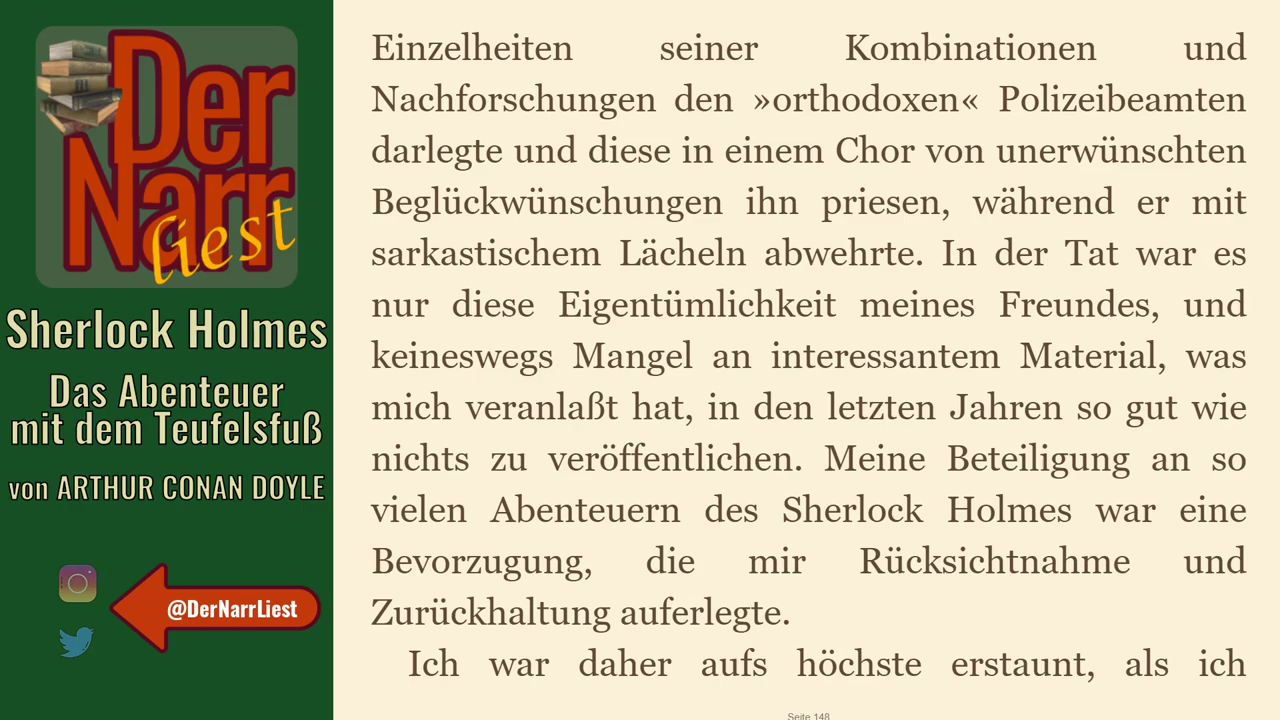 Der
Narr
liest
Sherlock Holmes
Das Abenteuer
mit dem Teufelsfuß
von ARTHUR CONAN DOYLE
@DerNarrLiest
Einzelheiten seiner Kombinationen und
Nachforschungen den »orthodoxen« Polizeibeamten
darlegte und diese in einem Chor von unerwünschten
Beglückwünschungen ihn priesen, während er mit
sarkastischem Lächeln abwehrte. In der Tat war es
nur diese Eigentümlichkeit meines Freundes, und
keineswegs Mangel an interessantem Material, was
mich veranlaßt hat, in den letzten Jahren so gut wie
nichts zu veröffentlichen. Meine Beteiligung an so
vielen Abenteuern des Sherlock Holmes war eine
Bevorzugung, die mir Rücksichtnahme und
Zurückhaltung auferlegte.
Ich war daher aufs höchste erstaunt, als ich
Seite 148